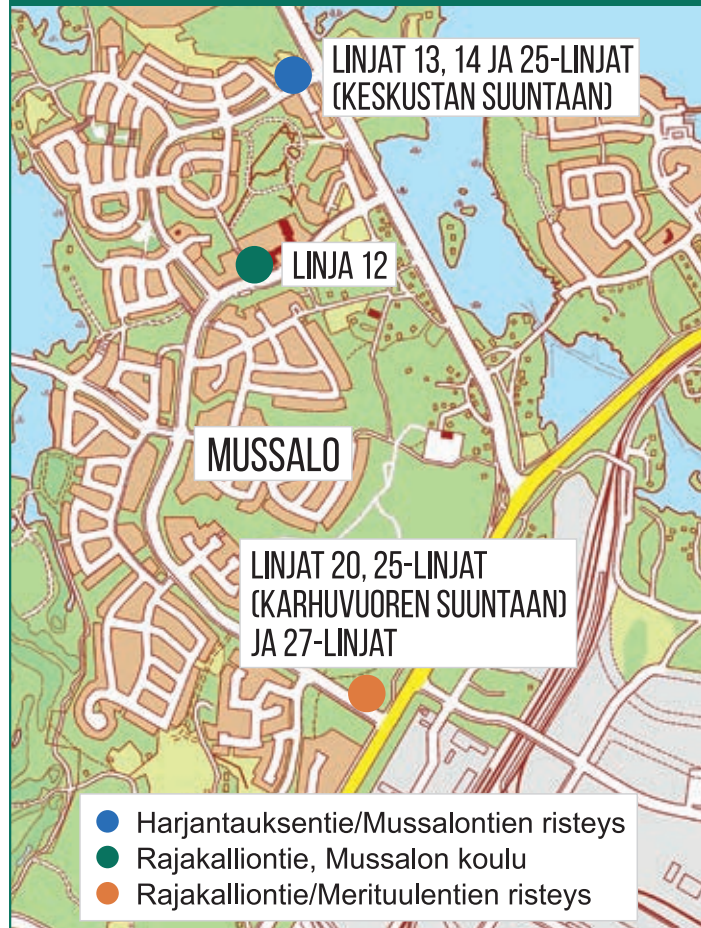 LINJAT 13, 14 JA 25-LINJAT
(KESKUSTAN SUUNTAAN)
LINJA 12
MUSSALO
LINJAT 20, 25-LINJAT
(KARHUVUOREN SUUNTAAN)
JA 27-LINJAT
Harjantauksentie/Mussalontien risteys
Rajakalliontie, Mussalon koulu
Rajakalliontie/Merituulentien risteys